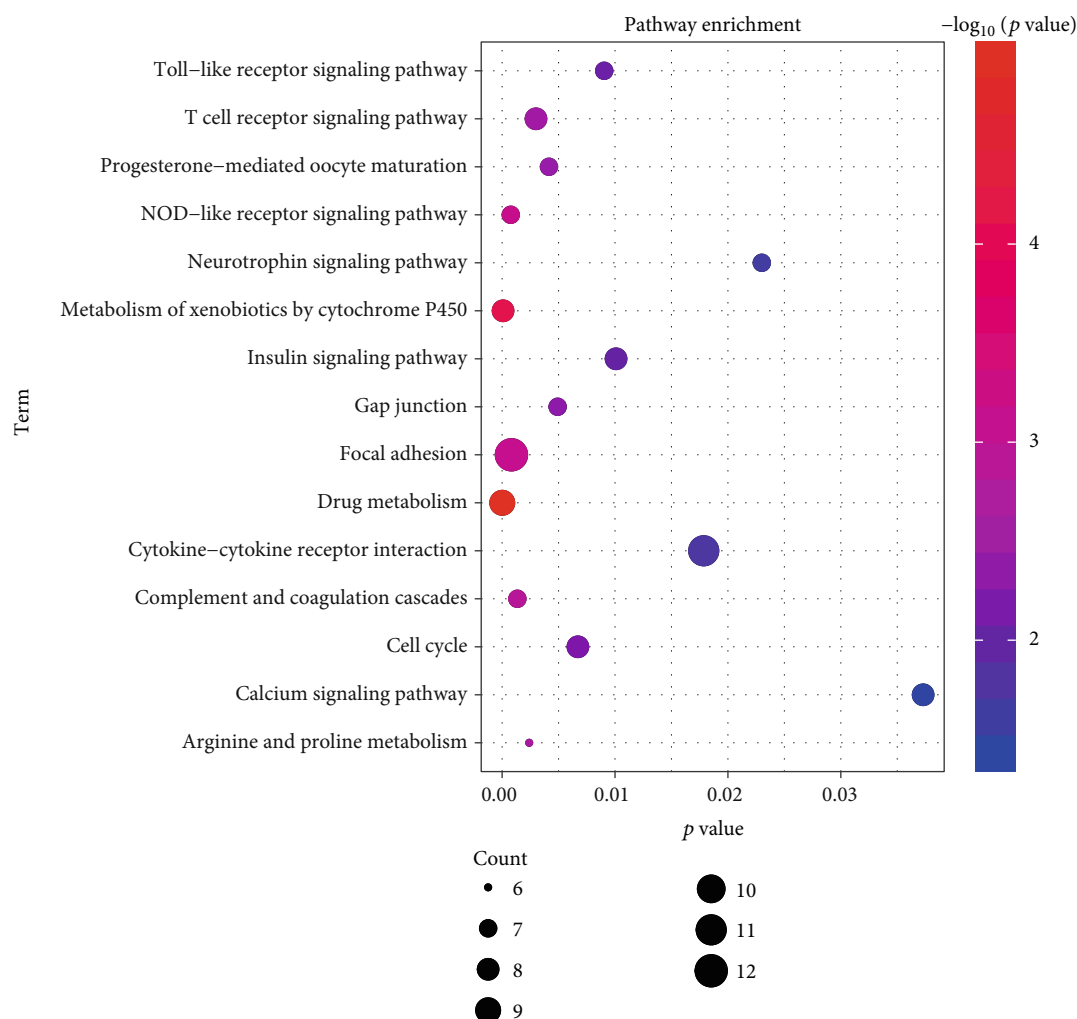 Pathway enrichment
−log10 (p value)
Toll−like receptor signaling pathway
T cell receptor signaling pathway
Progesterone−mediated oocyte maturation
NOD−like receptor signaling pathway
Neurotrophin signaling pathway
Metabolism of xenobiotics by cytochrome P450
Insulin signaling pathway
Gap junction
Focal adhesion
Drug metabolism
Cytokine−cytokine receptor interaction
Complement and coagulation cascades
Cell cycle
Calcium signaling pathway
Arginine and proline metabolism
Term
4
3
2
0.00 0.01 0.02 0.03
p value
Count
6
7
8
9
10
11
12